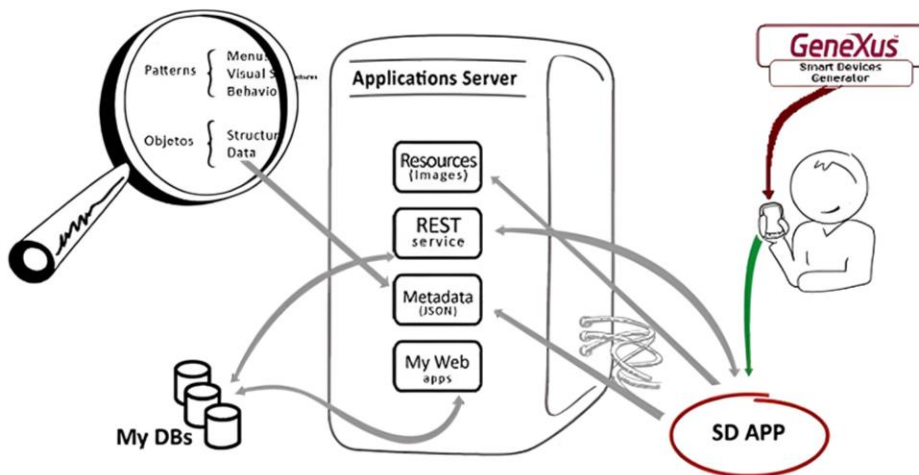 Patterns
Menus
Visual
Behavio
Objetos
Structur
Data
Applications Server
Resources
(Images)
REST
service
Metadata
(JSON)
My Web
apps
My DBs
GeneXus
Smart Devices
Generator
SD APP